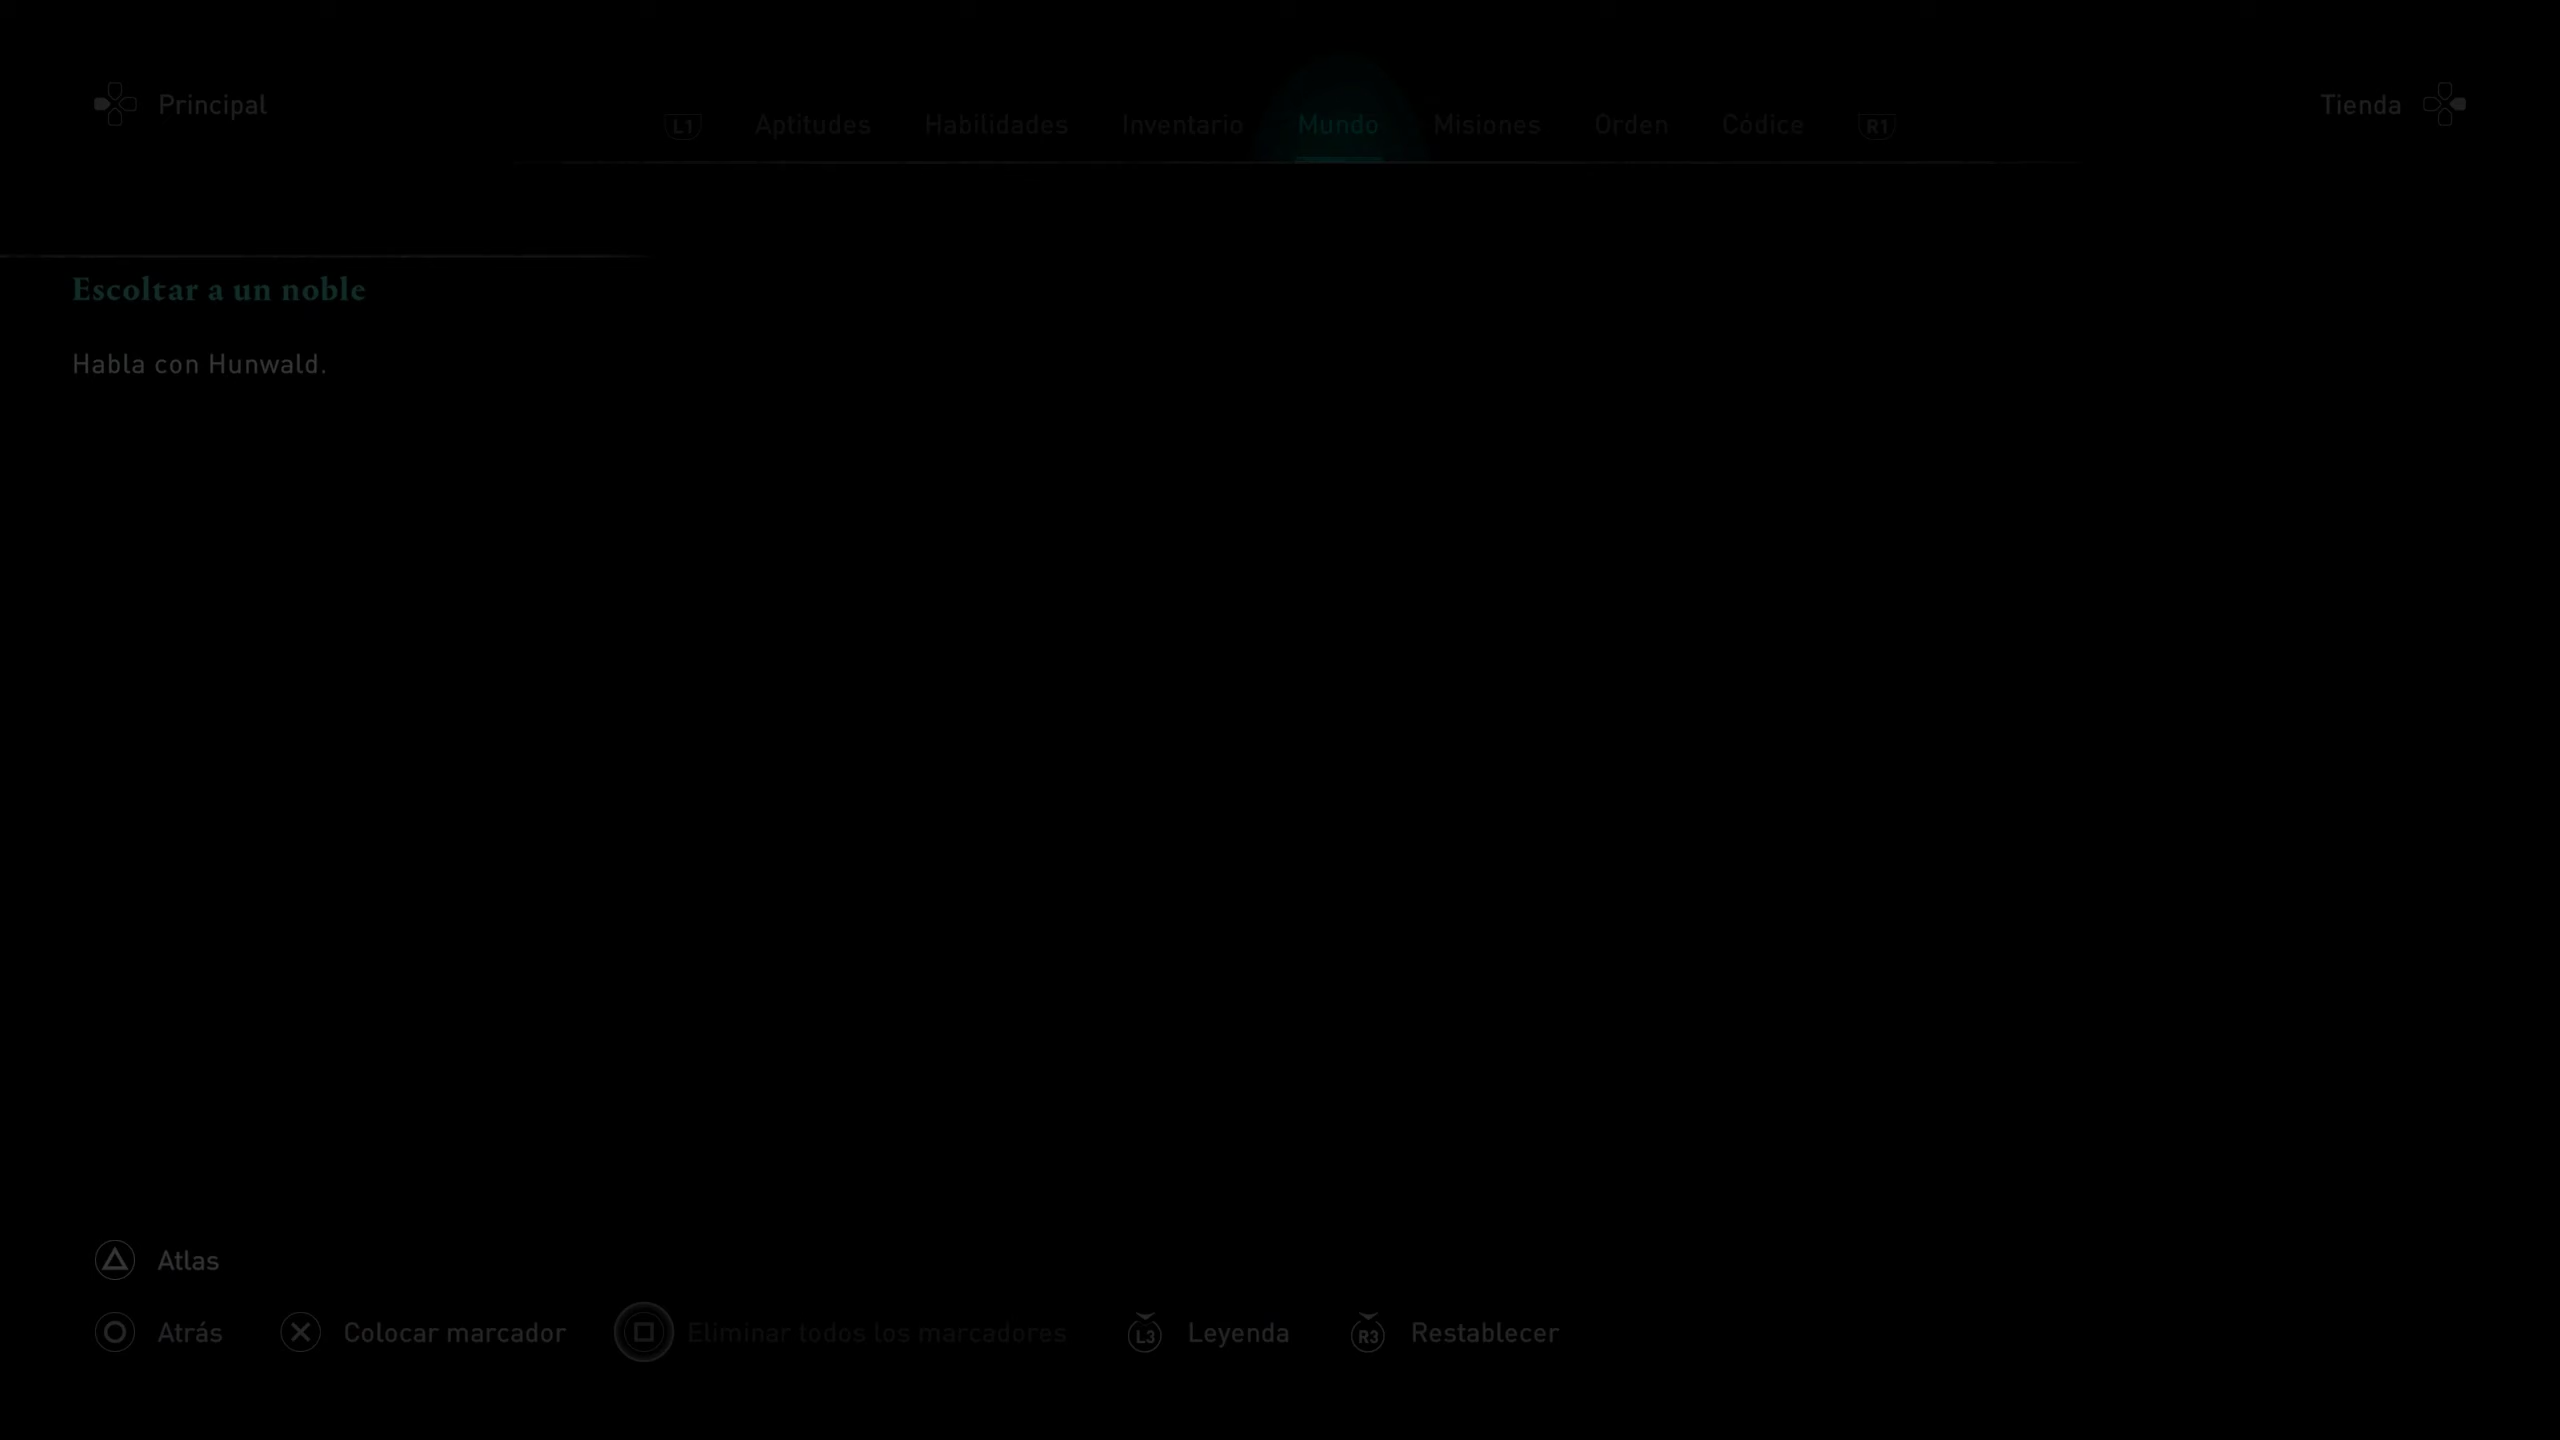 Principal
L1 Aptitudes Habilidades Inventario Mundo Misiones Orden Códice R1
Tienda
Escoltar a un noble
Habla con Hunwald.
Atlas
Atrás Colocar marcador Eliminar todos los marcadores L3 Leyenda R3 Restablecer